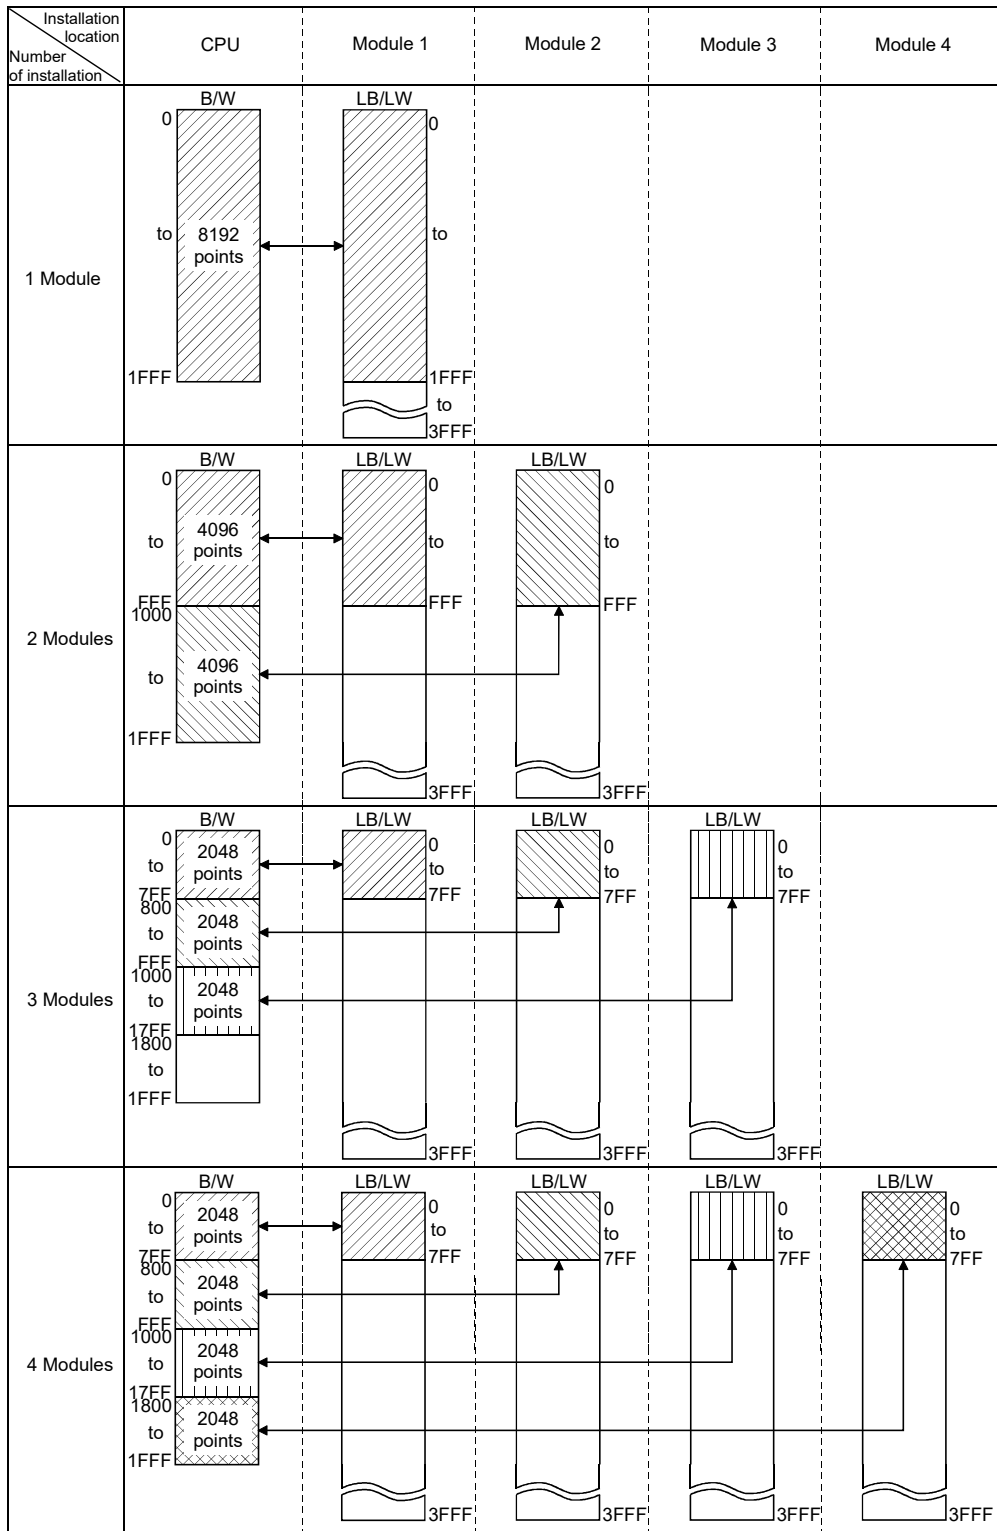 Installation
location
Number
of installation
CPU
Module 1
Module 2
Module 3
Module 4
1 Module
B/W
0
to
1FFF
8192
points
LB/LW
0
to
1FFF
to
3FFF
2 Modules
B/W
0
to
FFF
1000
to
1FFF
4096
points
4096
points
LB/LW
0
to
FFF
3FFF
LB/LW
0
to
FFF
3FFF
3 Modules
B/W
0
to
7FF
800
to
FFF
1000
to
17FF
1800
to
1FFF
2048
points
2048
points
2048
points
LB/LW
0
to
7FF
3FFF
LB/LW
0
to
7FF
3FFF
LB/LW
0
to
7FF
3FFF
4 Modules
B/W
0
to
7FF
800
to
FFF
1000
to
17FF
1800
to
1FFF
2048
points
2048
points
2048
points
2048
points
LB/LW
0
to
7FF
3FFF
LB/LW
0
to
7FF
3FFF
LB/LW
0
to
7FF
3FFF
LB/LW
0
to
7FF
3FFF